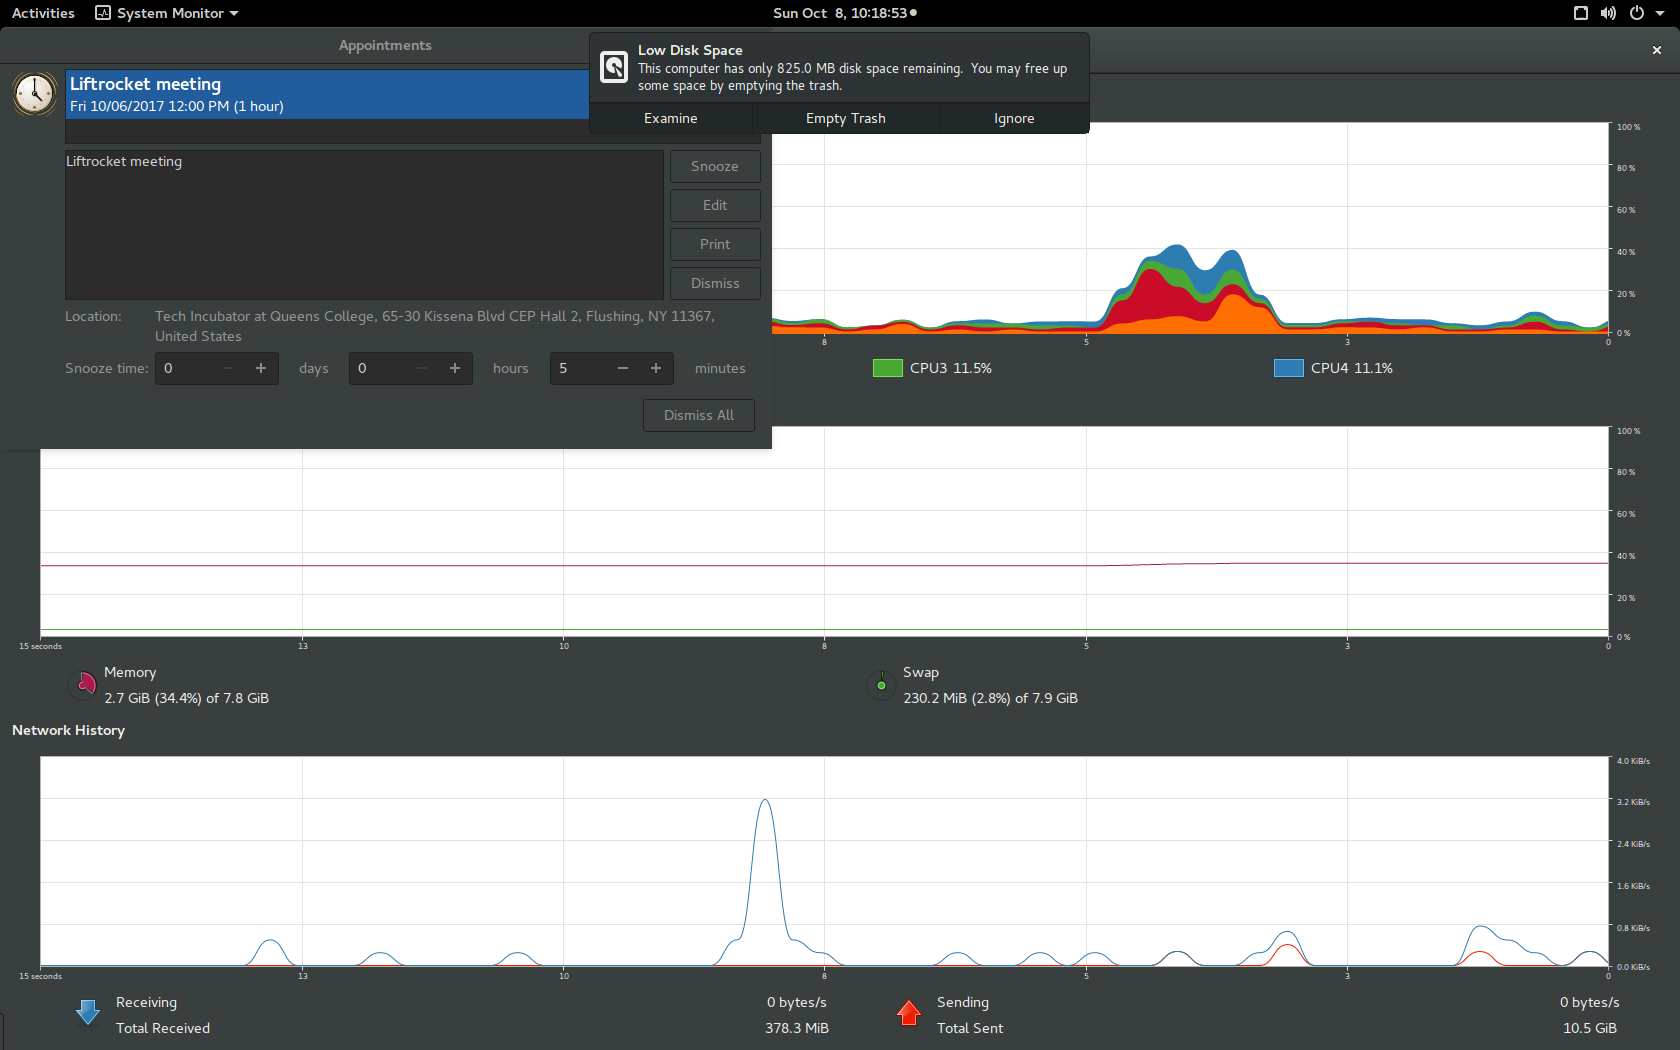 Activities System Monitor Sun Oct 8, 10:18:53
Appointments
Low Disk Space
This computer has only 825.0 MB disk space remaining. You may free up
some space by emptying the trash.
Examine Empty Trash Ignore
Liftrocket meeting
Fri 10/06/2017 12:00 PM (1 hour)
Liftrocket meeting
Snooze
Edit
Print
Dismiss
Location: Tech Incubator at Queens College, 65-30 Kissena Blvd CEP Hall 2, Flushing, NY 11367,
United States
Snooze time: 0 − + days 0 − + hours 5 − + minutes
Dismiss All
100 %
80 %
60 %
40 %
20 %
0 %
8 5 3 0
CPU3 11.5% CPU4 11.1%
100 %
80 %
60 %
40 %
20 %
0 %
15 seconds 13 10 8 5 3 0
Memory
2.7 GiB (34.4%) of 7.8 GiB
Swap
230.2 MiB (2.8%) of 7.9 GiB
Network History
4.0 KiB/s
3.2 KiB/s
2.4 KiB/s
1.6 KiB/s
0.8 KiB/s
0.0 KiB/s
15 seconds 13 10 8 5 3 0
Receiving 0 bytes/s
Total Received 378.3 MiB
Sending 0 bytes/s
Total Sent 10.5 GiB